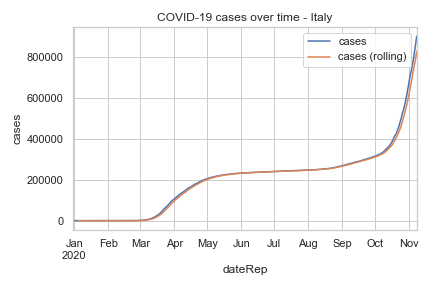 COVID-19 cases over time - Italy
cases
cases (rolling)
800000
600000
400000
200000
0
cases
Jan Feb Mar Apr May Jun Jul Aug Sep Oct Nov
2020
dateRep